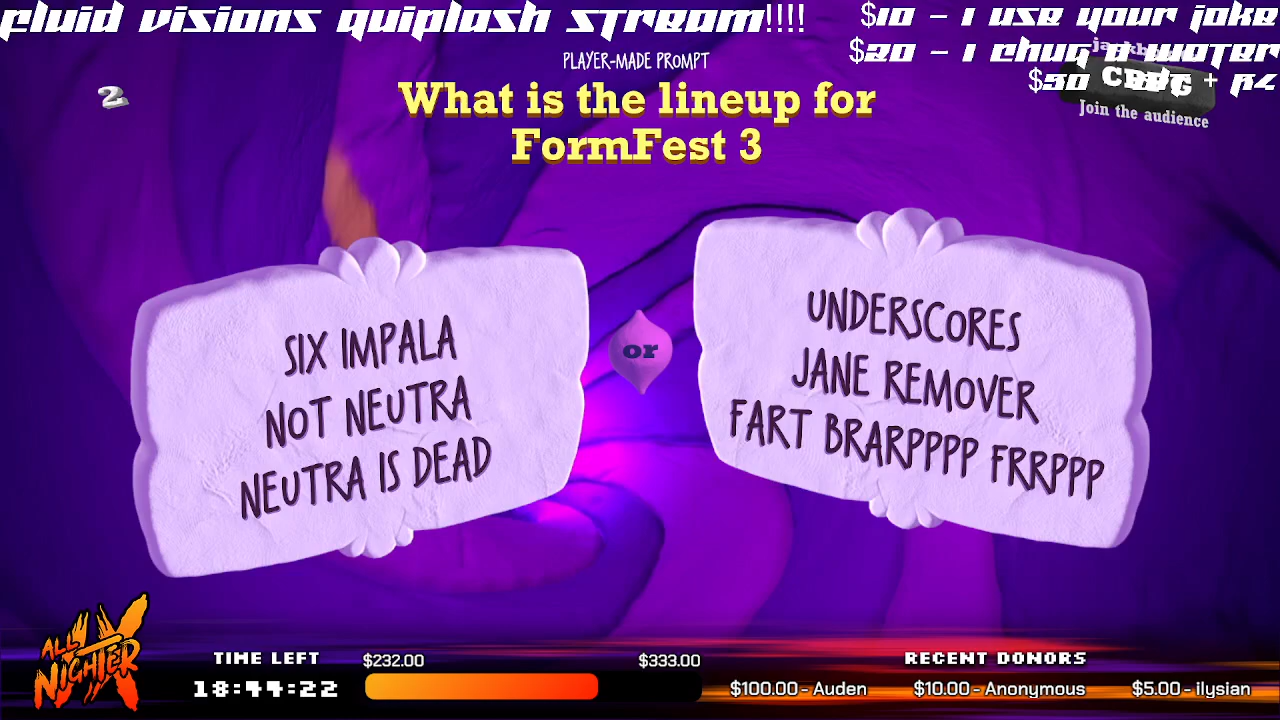 fluid visions quiplash stream!!!!
$10 - i use your joke
$20 - i chug a water
PLAYER-MADE PROMPT
2
What is the lineup for
FormFest 3
Join the audience
SIX IMPALA
NOT NEUTRA
NEUTRA IS DEAD
or
UNDERSCORES
JANE REMOVER
FART BRARPPPP FRRPPP
ALL
NIGHTER
TIME LEFT
18:44:22
$232.00
$333.00
RECENT DONORS
$100.00 - Auden
$10.00 - Anonymous
$5.00 - ilysian